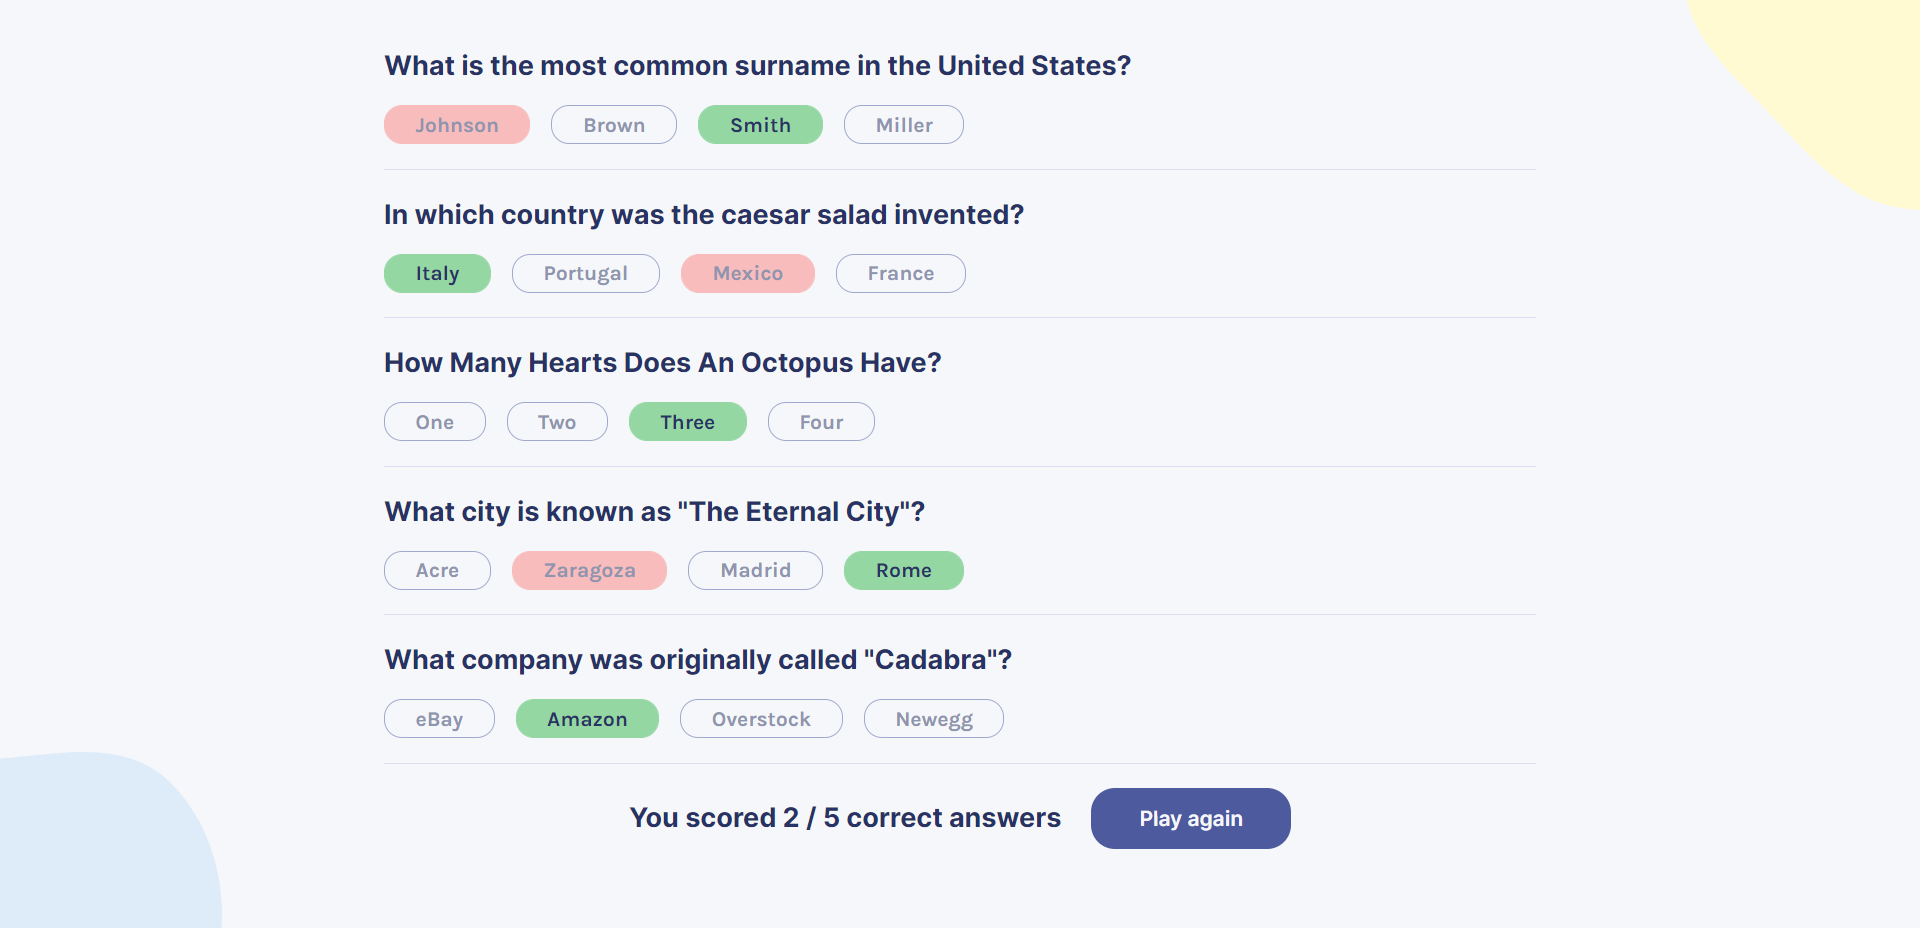 What is the most common surname in the United States?
Johnson Brown Smith Miller
In which country was the caesar salad invented?
Italy Portugal Mexico France
How Many Hearts Does An Octopus Have?
One Two Three Four
What city is known as "The Eternal City"?
Acre Zaragoza Madrid Rome
What company was originally called "Cadabra"?
eBay Amazon Overstock Newegg
You scored 2 / 5 correct answers Play again